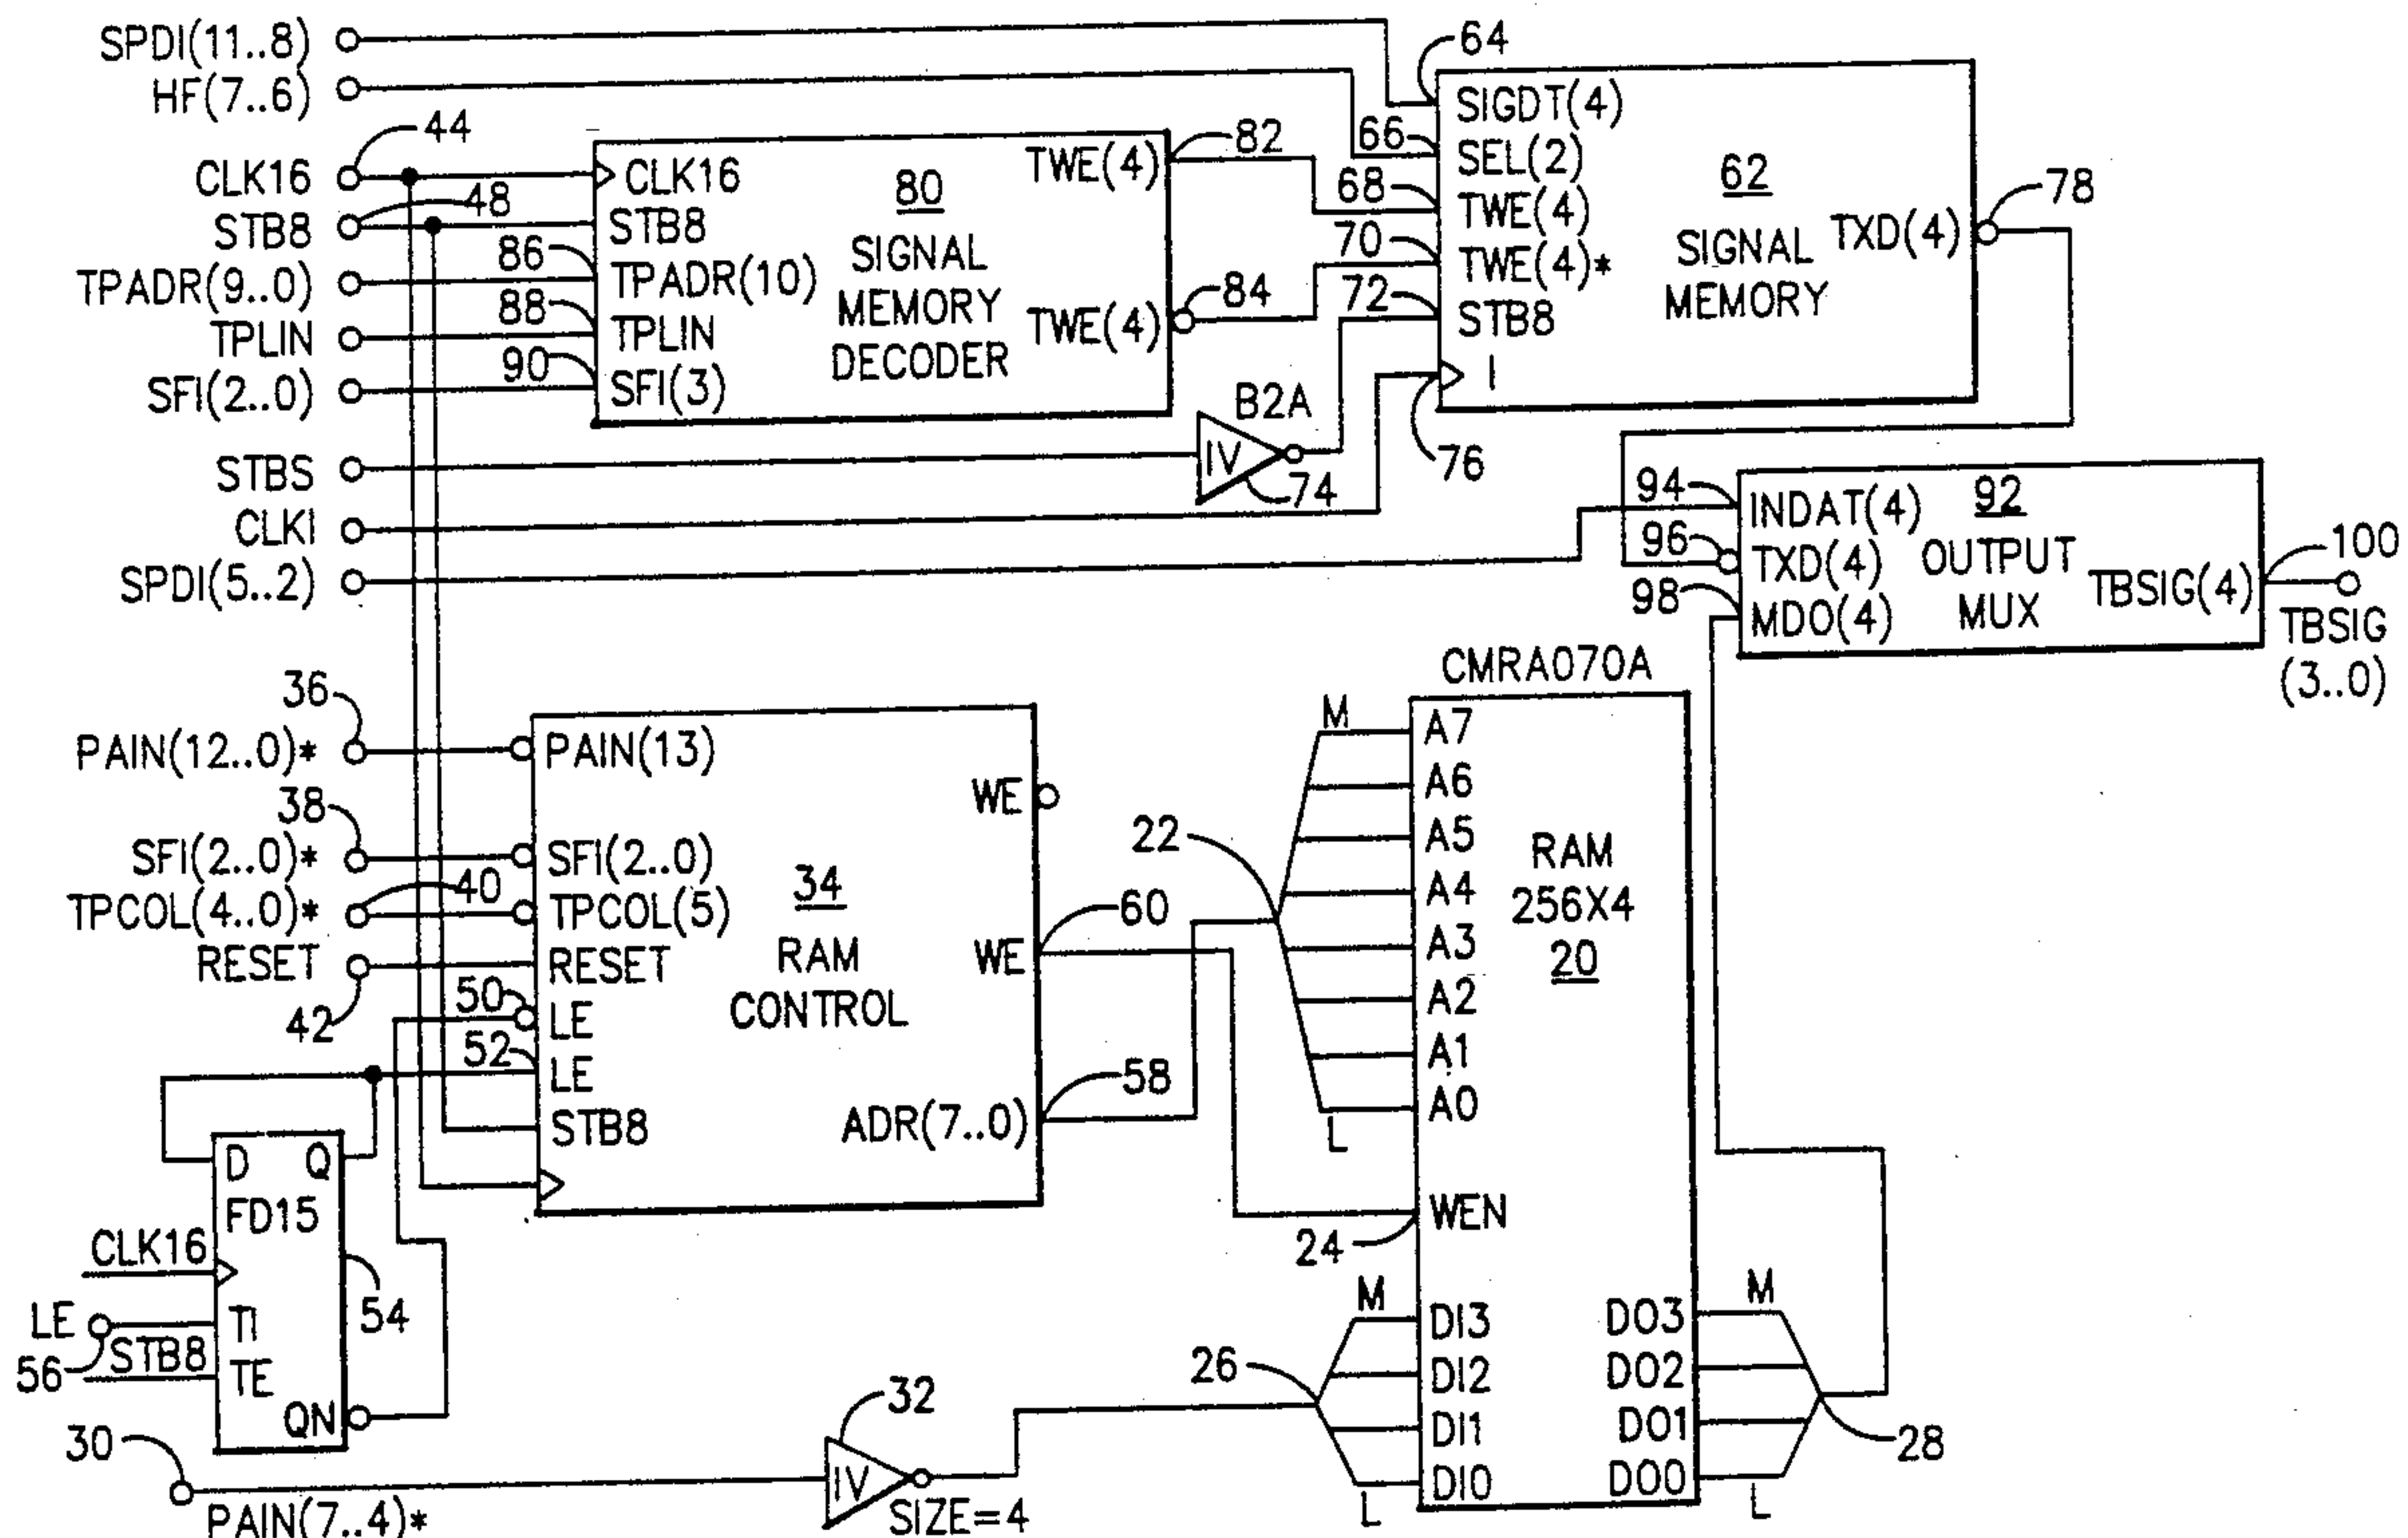 SPDI(11..8)
HF(7..6)
44
CLK16
48
STB8
TPADR(9..0)
TPLIN
SFI(2..0)
STBS
CLKI
SPDI(5..2)
CLK16
STB8
86
TPADR(10)
88
TPLIN
90
SFI(3)
80
SIGNAL
MEMORY
DECODER
TWE(4)
82
TWE(4)
84
B2A
IV
74
64
SIGDT(4)
66
SEL(2)
68
TWE(4)
70
TWE(4)*
72
STB8
I
76
62
SIGNAL
MEMORY
TXD(4)
78
94
INDAT(4)
96
TXD(4)
98
MDO(4)
92
OUTPUT
MUX
TBSIG(4)
100
TBSIG
(3..0)
36
PAIN(12..0)*
38
SFI(2..0)*
40
TPCOL(4..0)*
RESET
42
PAIN(13)
SFI(2..0)
TPCOL(5)
RESET
50
LE
52
LE
STB8
34
RAM
CONTROL
WE
WE
60
ADR(7..0)
58
D
Q
FD15
CLK16
54
LE
TI
56
STB8
TE
QN
30
PAIN(7..4)*
32
IV
SIZE=4
CMRA070A
22
M
A7
A6
A5
A4
A3
A2
A1
A0
L
RAM
256X4
20
24
WEN
26
M
DI3
DI2
DI1
DI0
L
M
DO3
DO2
DO1
DO0
L
28